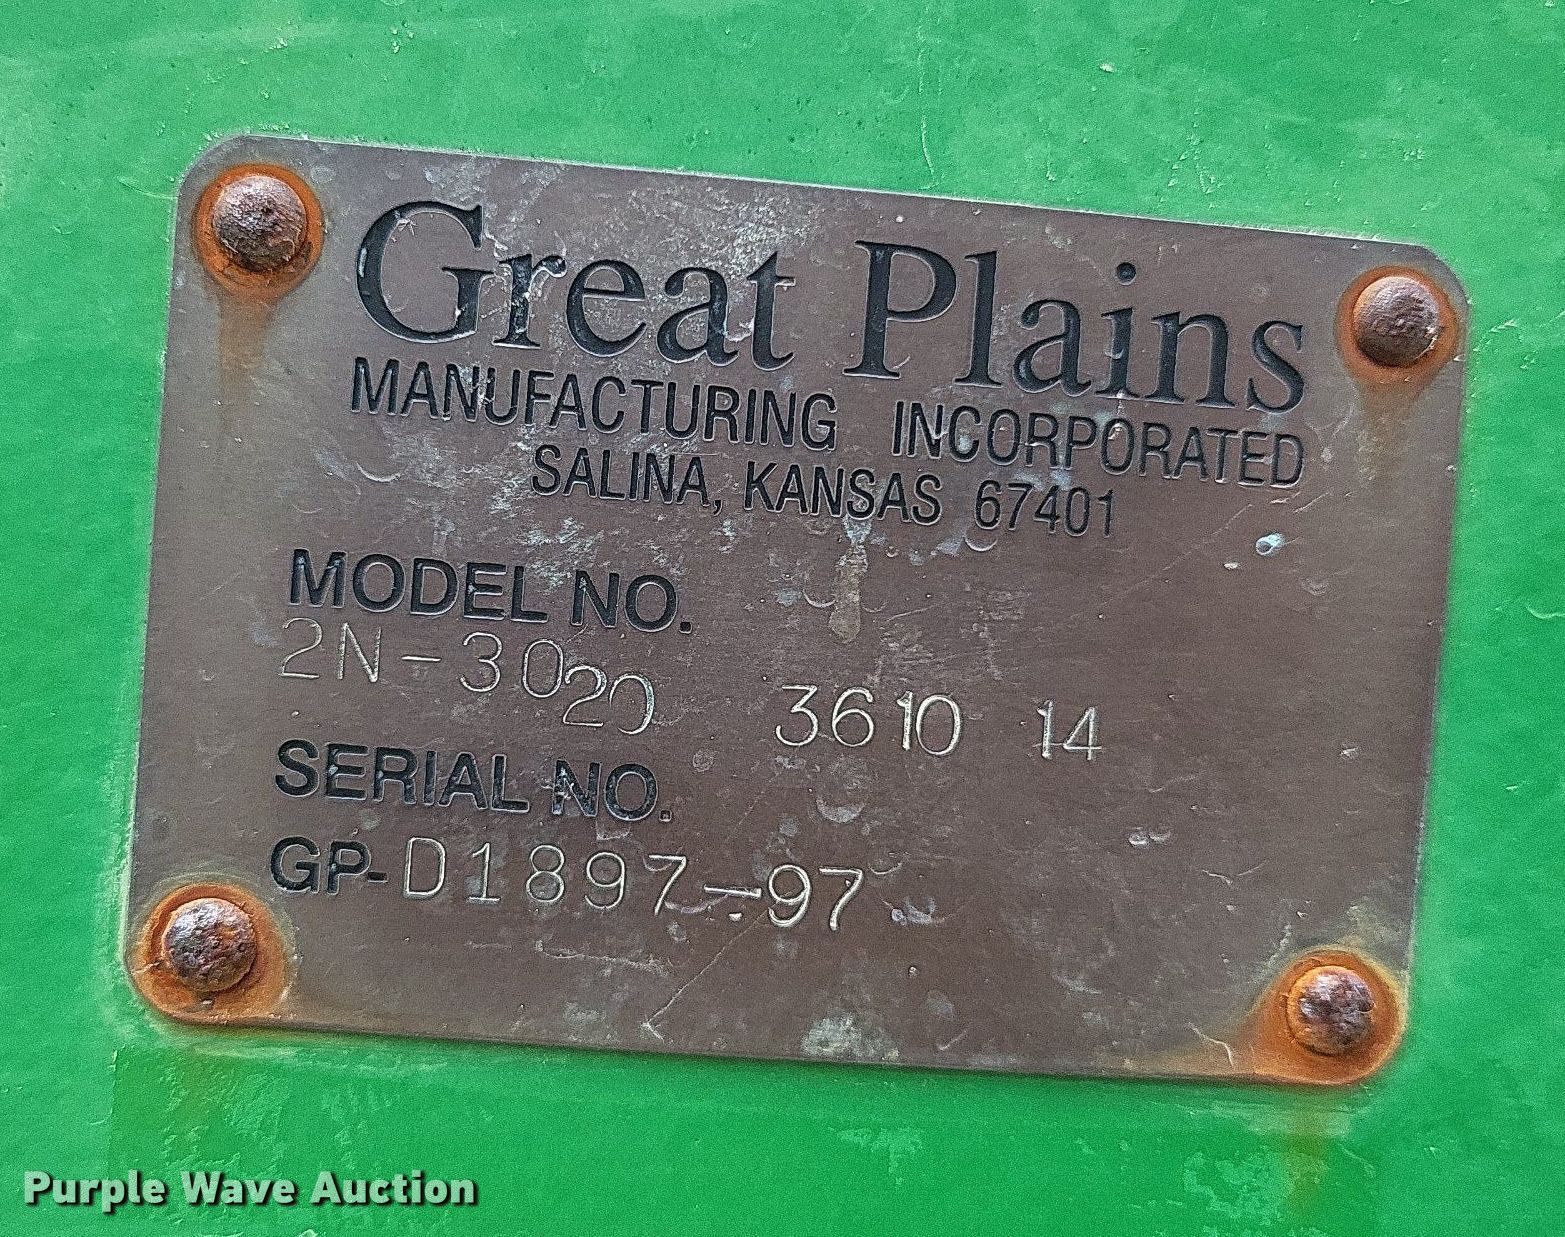 Great Plains
MANUFACTURING INCORPORATED
SALINA, KANSAS 67401
MODEL NO.
2N-3020 3610 14
SERIAL NO.
GP-D1897-97
Purple Wave Auction